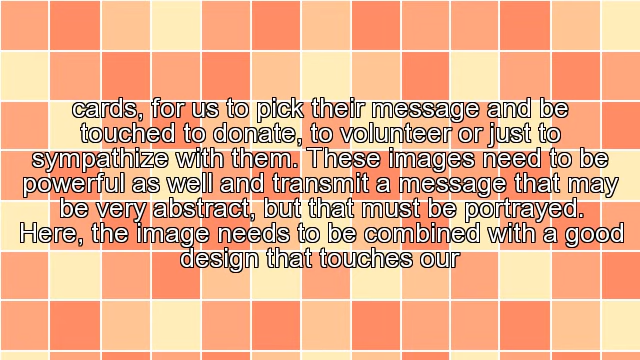 cards, for us to pick their message and be
touched to donate, to volunteer or just to
sympathize with them. These images need to be
powerful as well and transmit a message that may
be very abstract, but that must be portrayed.
Here, the image needs to be combined with a good
design that touches our